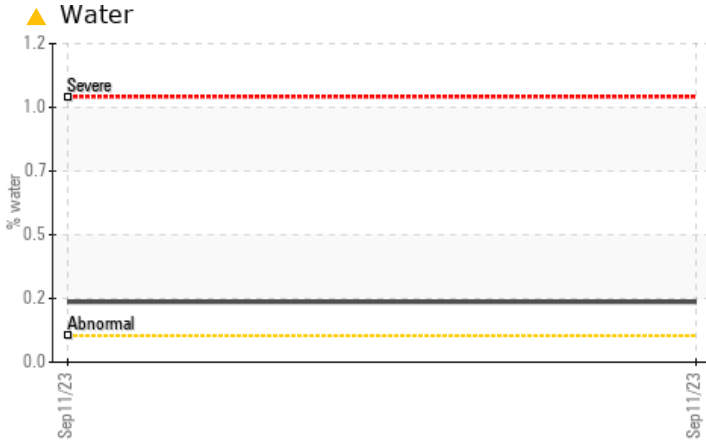 Water
1.2
Severe
1.0
0.7
% water
0.5
0.2
Abnormal
0.0
Sep11/23
Sep11/23